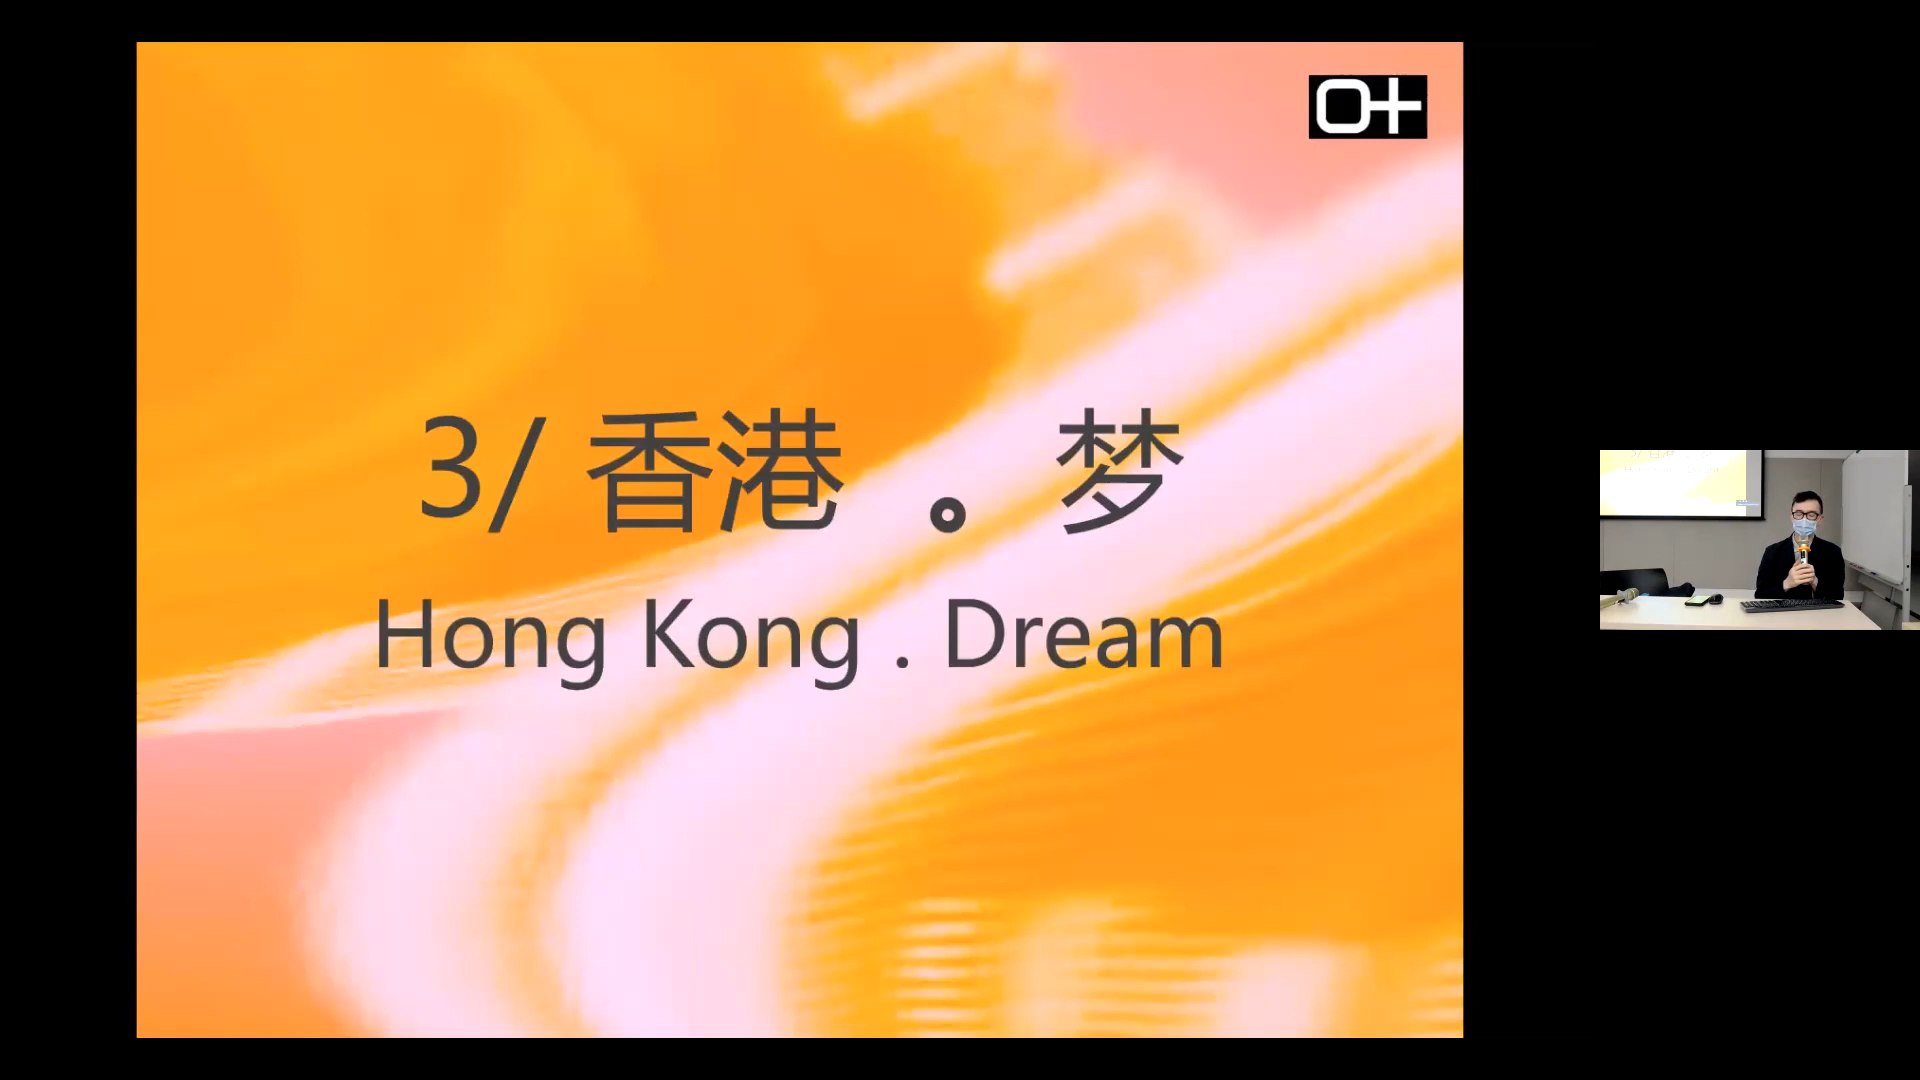 O+
3/ 香港 。梦
Hong Kong . Dream